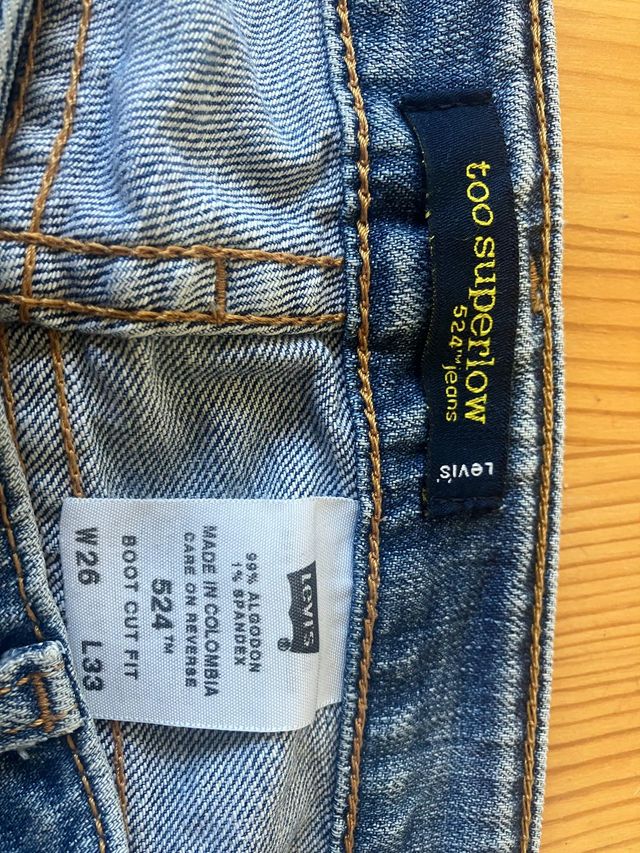 too superlow
524™ jeans
Levi's®
LEVI'S®
99% ALGODON
1% SPANDEX
MADE IN COLOMBIA
CARE ON REVERSE
524™
BOOT CUT FIT
W 26 L33